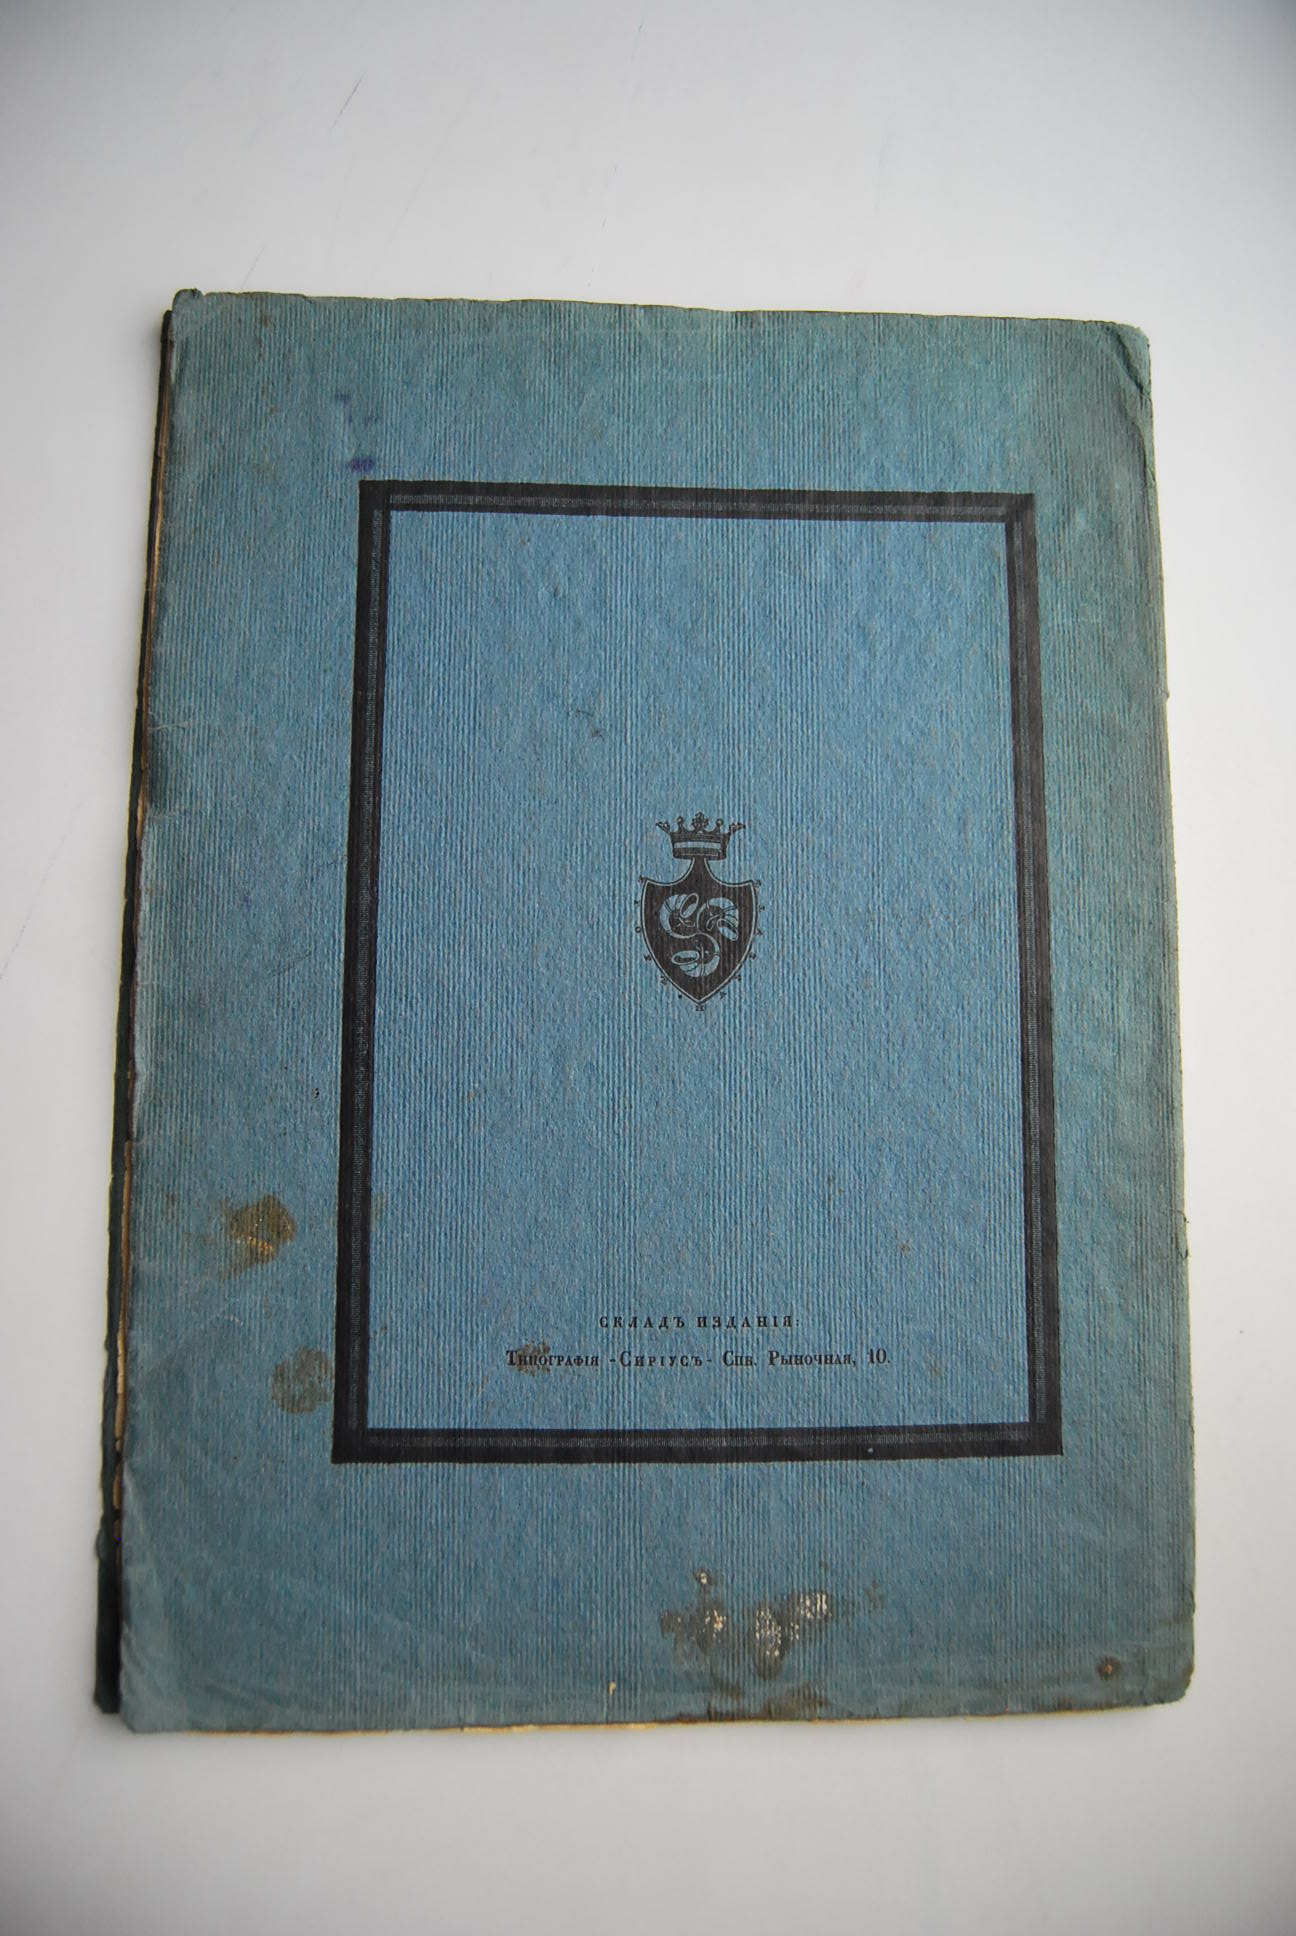 СКЛАДЪ ИЗДАНІЯ:
Типографія -Сиріусъ- Спб. Рыночная, 10.